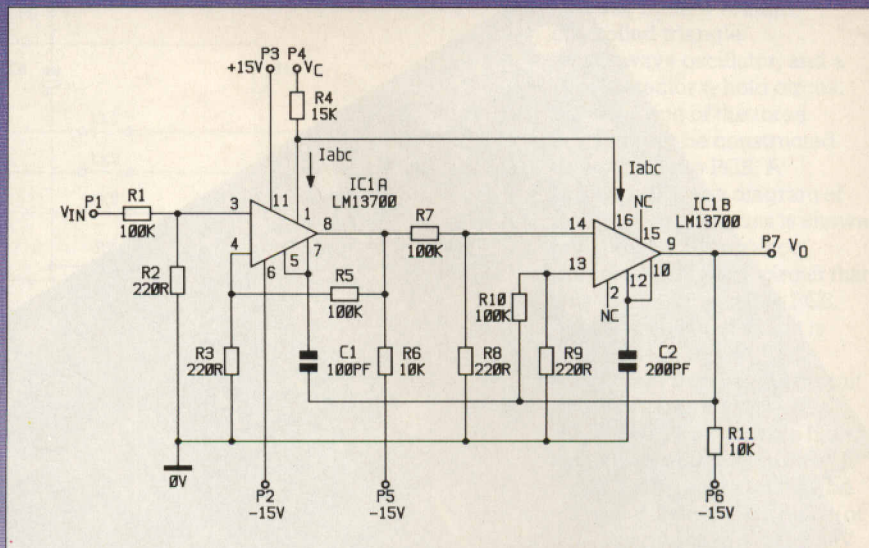 P3 P4
+15V VC
R4
15K
Iabc
Iabc
IC1A
LM13700
NC
IC1B
LM13700
P1
VIN
R1
100K
3
11
1
8
R7
100K
14
16
15
9
P7 VO
4
7
5
6
13
12
10
2
NC
R2
220R
R5
100K
R10
100K
R3
220R
C1
100PF
R6
10K
R8
220R
R9
220R
C2
200PF
R11
10K
0V
P2
-15V
P5
-15V
P6
-15V